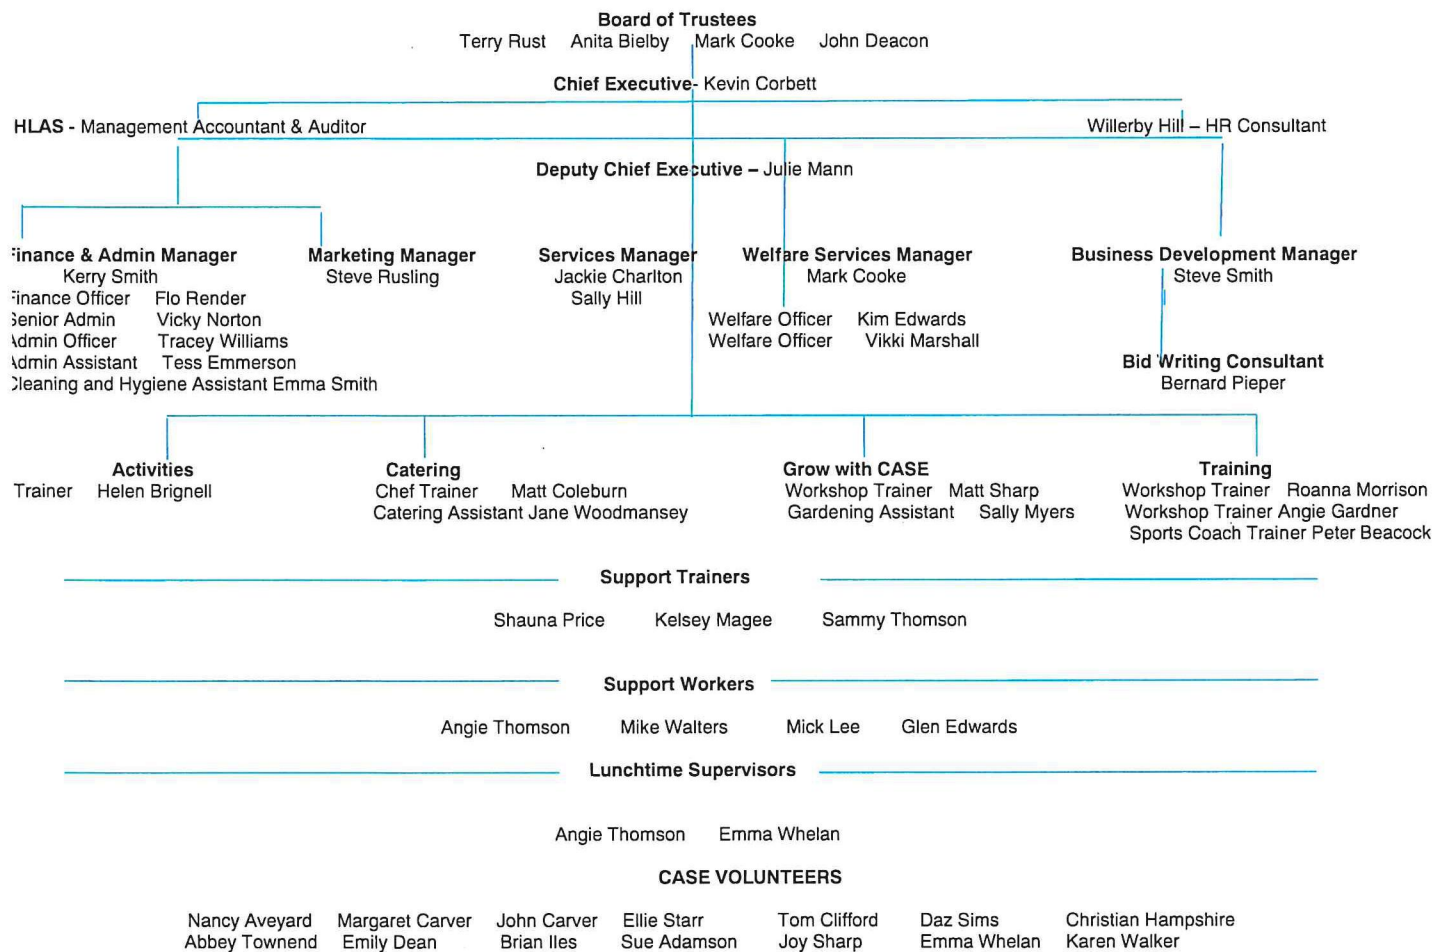 Board of Trustees
Terry Rust Anita Bielby Mark Cooke John Deacon
Chief Executive- Kevin Corbett
HLAS - Management Accountant & Auditor
Willerby Hill – HR Consultant
Deputy Chief Executive – Julie Mann
Finance & Admin Manager
Kerry Smith
Finance Officer Flo Render
Senior Admin Vicky Norton
Admin Officer Tracey Williams
Admin Assistant Tess Emmerson
Cleaning and Hygiene Assistant Emma Smith
Marketing Manager
Steve Rusling
Services Manager
Jackie Charlton
Sally Hill
Welfare Services Manager
Mark Cooke
Welfare Officer Kim Edwards
Welfare Officer Vikki Marshall
Business Development Manager
Steve Smith
Bid Writing Consultant
Bernard Pieper
Activities
Trainer Helen Brignell
Catering
Chef Trainer Matt Coleburn
Catering Assistant Jane Woodmansey
Grow with CASE
Workshop Trainer Matt Sharp
Gardening Assistant Sally Myers
Training
Workshop Trainer Roanna Morrison
Workshop Trainer Angie Gardner
Sports Coach Trainer Peter Beacock
Support Trainers
Shauna Price Kelsey Magee Sammy Thomson
Support Workers
Angie Thomson Mike Walters Mick Lee Glen Edwards
Lunchtime Supervisors
Angie Thomson Emma Whelan
CASE VOLUNTEERS
Nancy Aveyard Margaret Carver John Carver Ellie Starr Tom Clifford Daz Sims Christian Hampshire
Abbey Townend Emily Dean Brian Iles Sue Adamson Joy Sharp Emma Whelan Karen Walker